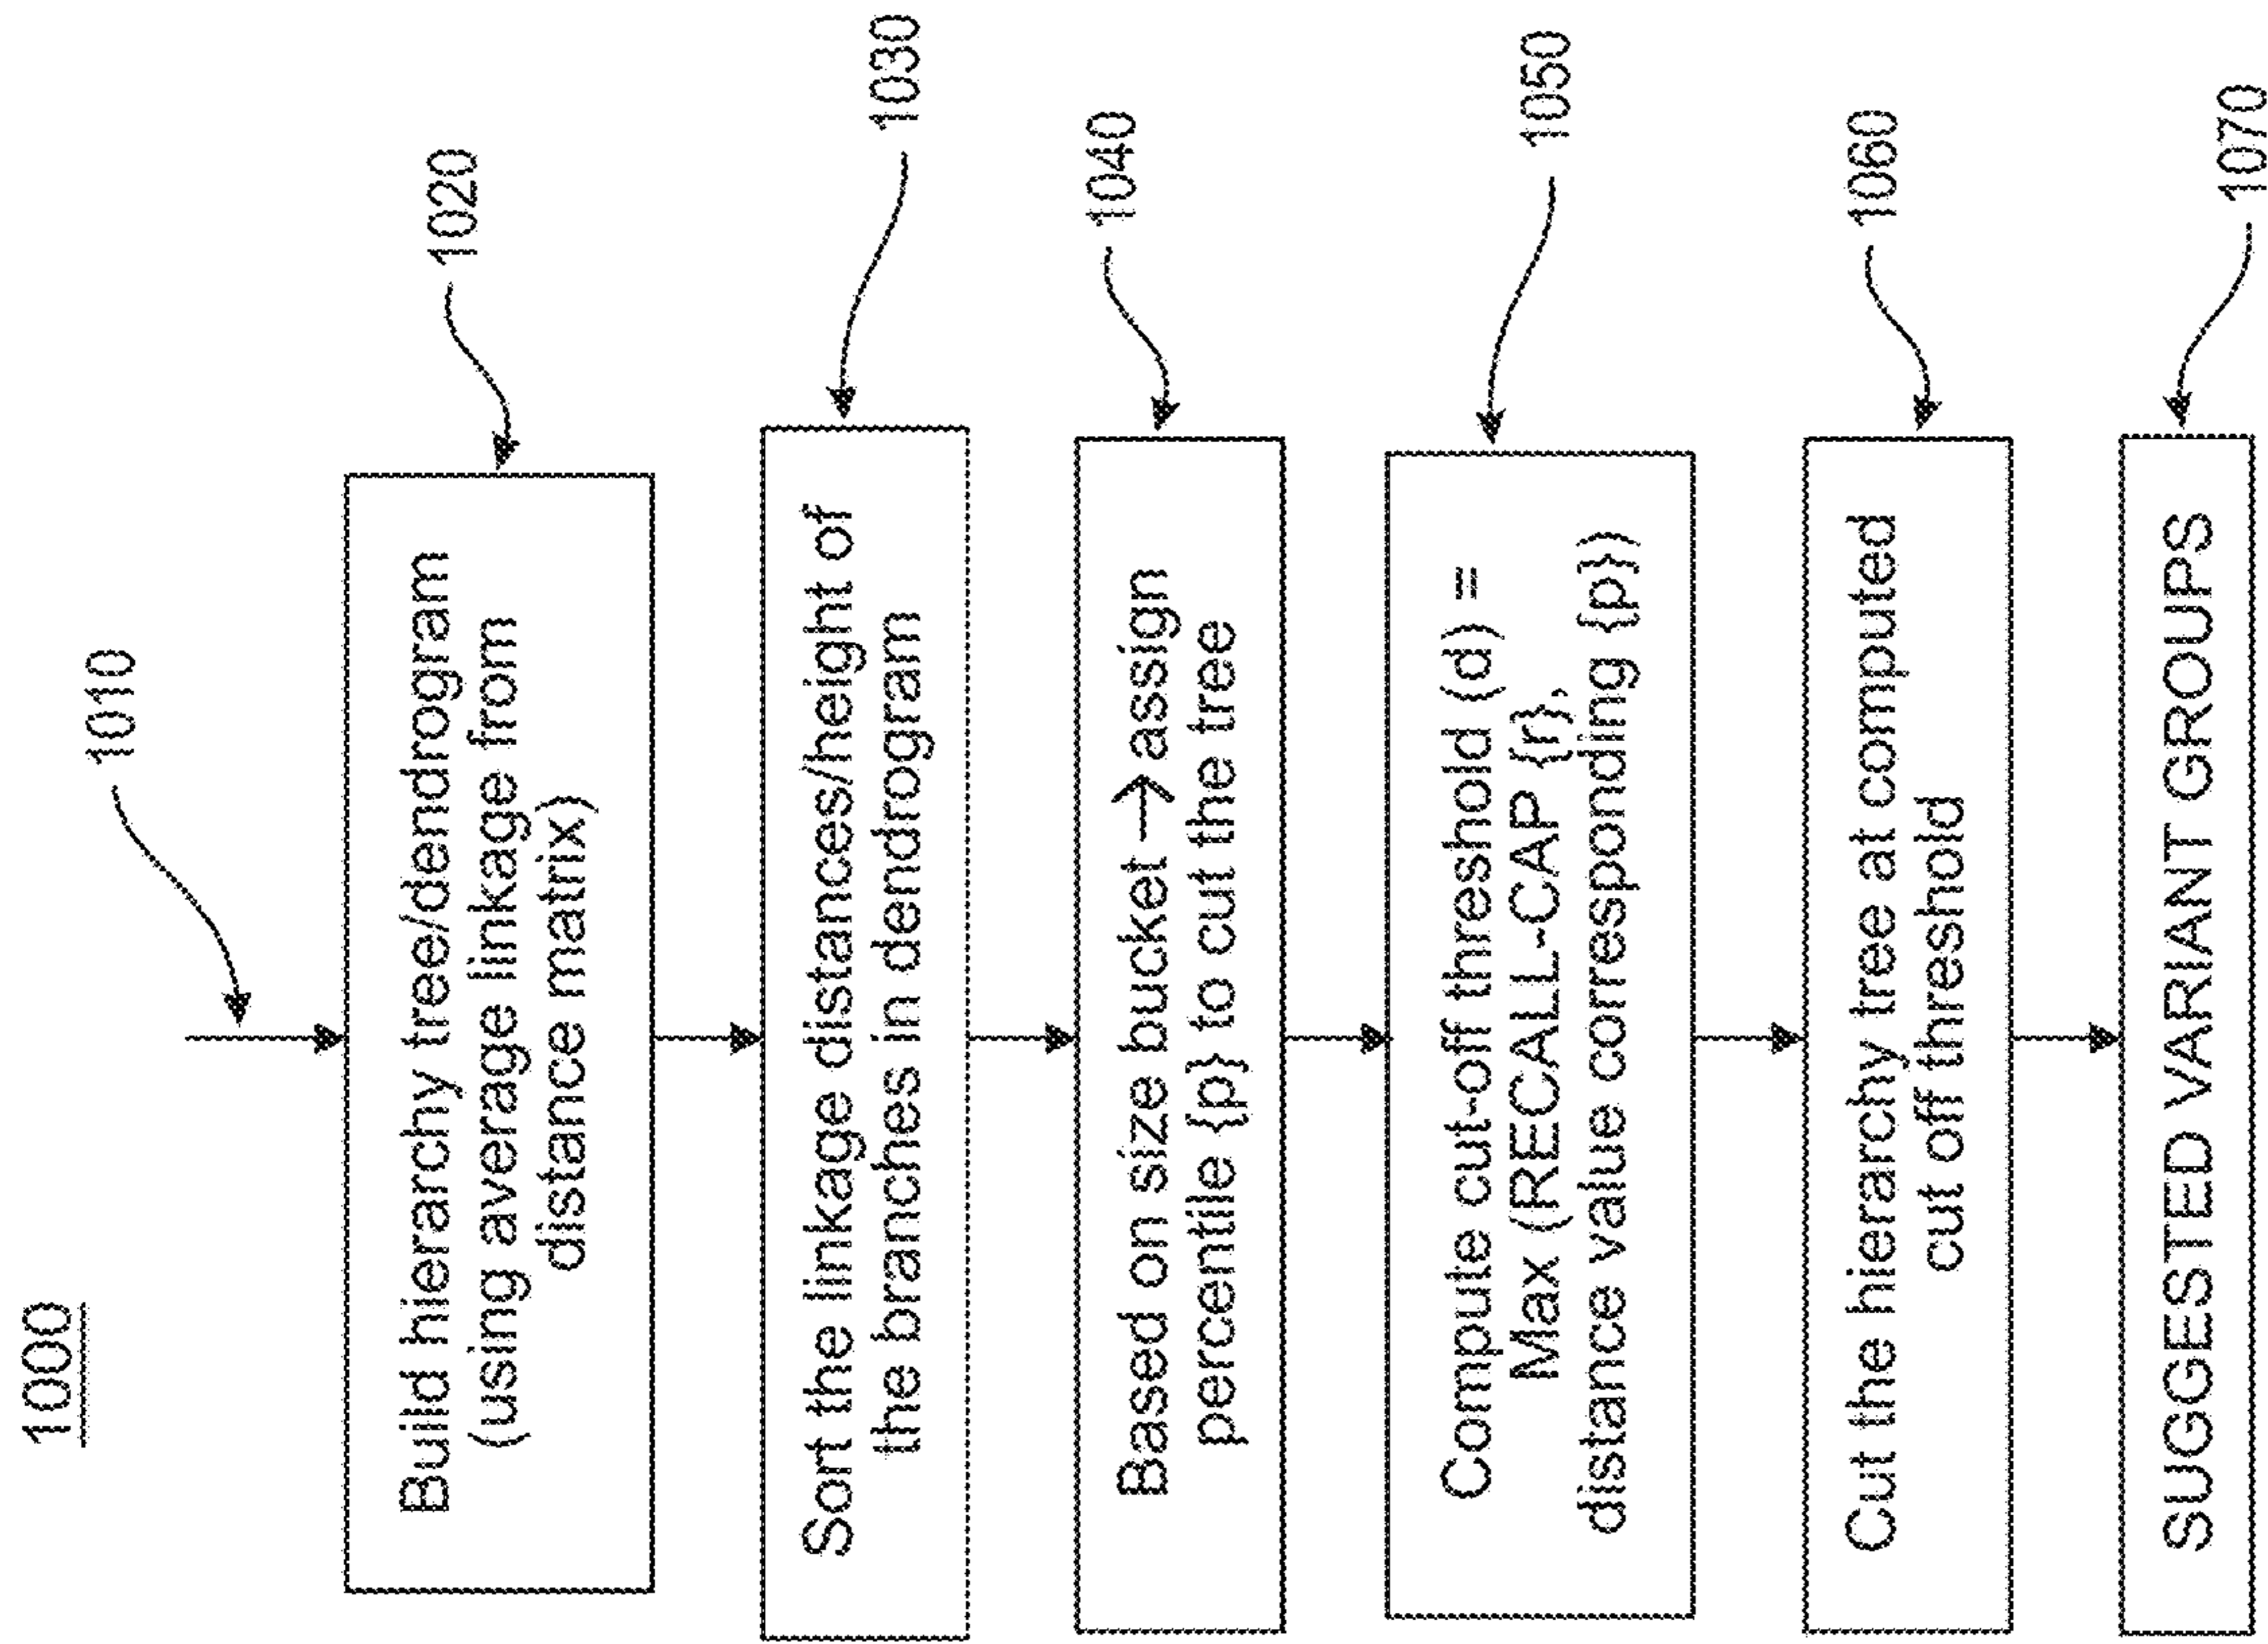 1000
1010
Build hierarchy tree/dendrogram
(using average linkage from
distance matrix)
1020
Sort the linkage distances/height of
the branches in dendrogram
1030
Based on size bucket → assign
percentile {p} to cut the tree
1040
Compute cut-off threshold (d) =
Max (RECALL-CAP {r},
distance value corresponding {p})
1050
Cut the hierarchy tree at computed
cut off threshold
1060
SUGGESTED VARIANT GROUPS
1070